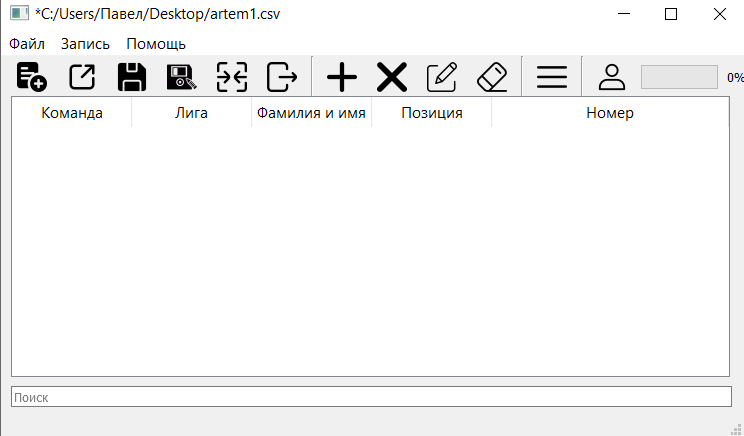 *C:/Users/Павел/Desktop/artem1.csv
Файл Запись Помощь
0%
Команда Лига Фамилия и имя Позиция Номер
Поиск